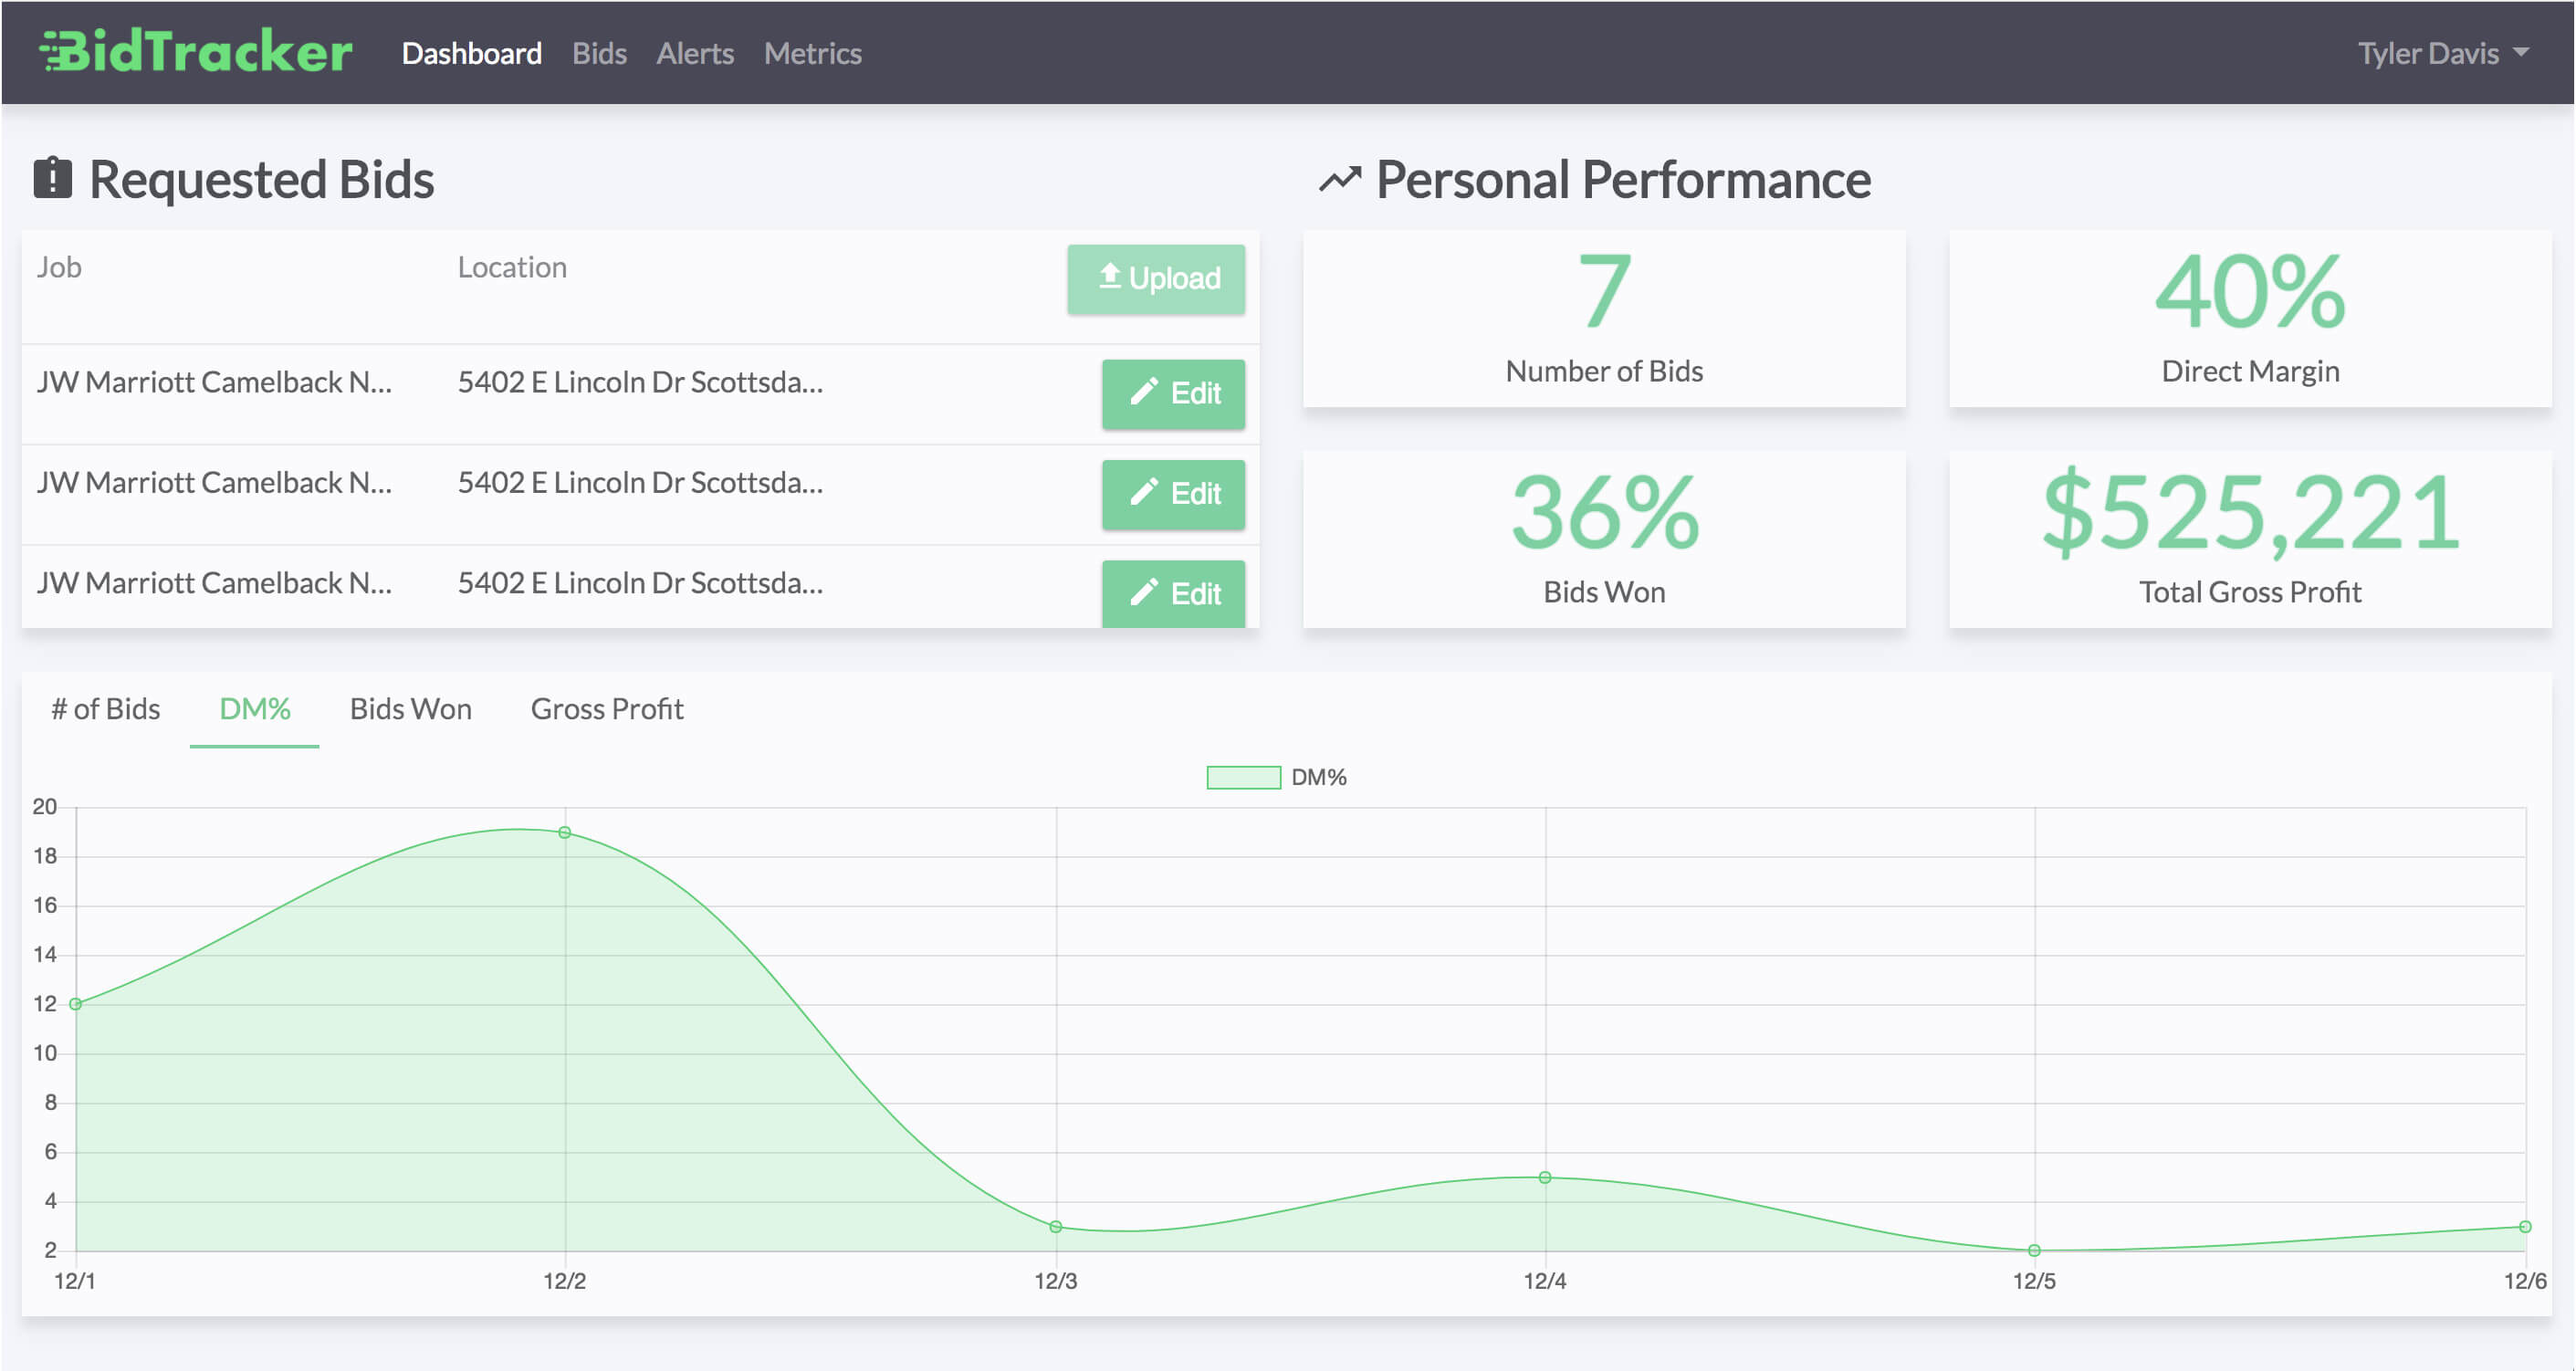 BidTracker Dashboard Bids Alerts Metrics Tyler Davis
Requested Bids
Job Location Upload
JW Marriott Camelback N... 5402 E Lincoln Dr Scottsda... Edit
JW Marriott Camelback N... 5402 E Lincoln Dr Scottsda... Edit
JW Marriott Camelback N... 5402 E Lincoln Dr Scottsda... Edit
Personal Performance
7
Number of Bids
40%
Direct Margin
36%
Bids Won
$525,221
Total Gross Profit
# of Bids DM% Bids Won Gross Profit
DM%
20
18
16
14
12
10
8
6
4
2
12/1 12/2 12/3 12/4 12/5 12/6